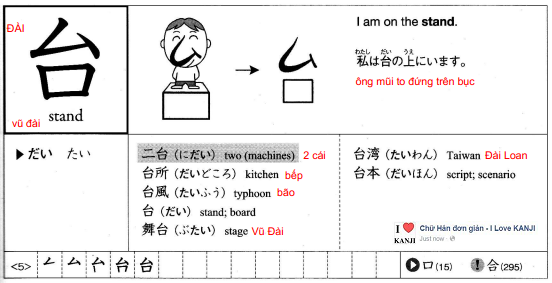 ĐÀI
台
vũ đài stand
I am on the stand.
私は台の上にいます。
わたし だい うえ
ông mũi to đứng trên bục
▶ だい たい
二台（にだい） two (machines) 2 cái
台所（だいどころ） kitchen bếp
台風（たいふう） typhoon bão
台（だい） stand; board
舞台（ぶたい） stage Vũ Đài
台湾（たいわん） Taiwan Đài Loan
台本（だいほん） script; scenario
I ❤ KANJI
Chữ Hán đơn giản - I Love KANJI
Just now
<5>
台
口(15)
合(295)